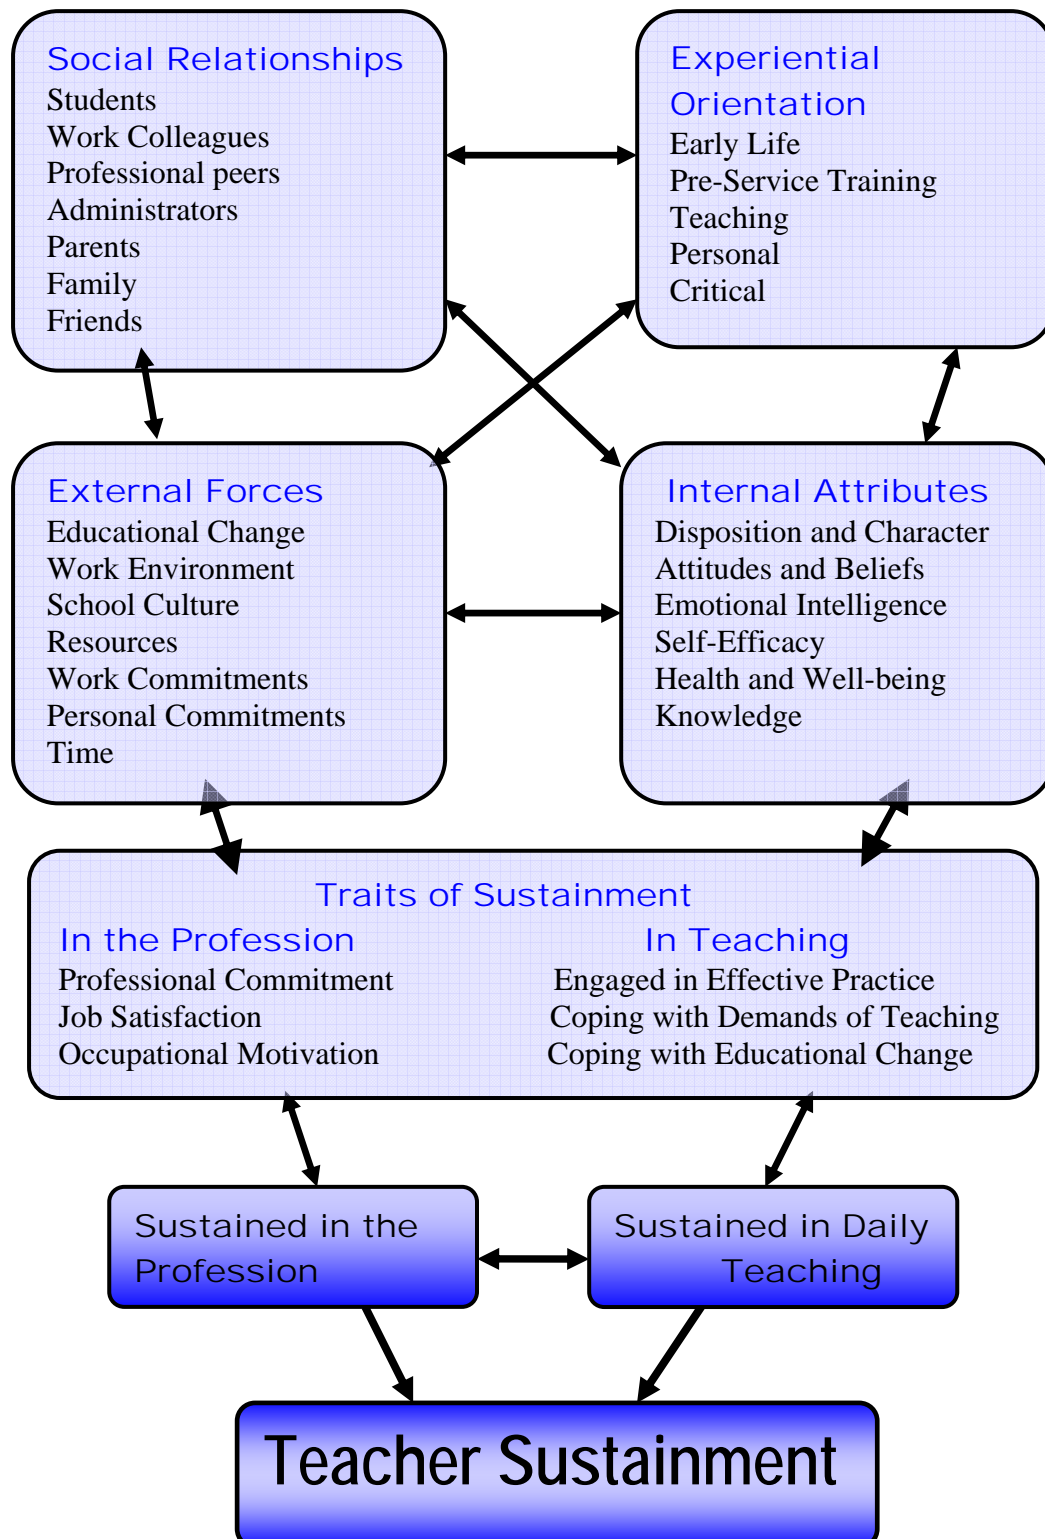 Social Relationships
Students
Work Colleagues
Professional peers
Administrators
Parents
Family
Friends
Experiential
Orientation
Early Life
Pre-Service Training
Teaching
Personal
Critical
External Forces
Educational Change
Work Environment
School Culture
Resources
Work Commitments
Personal Commitments
Time
Internal Attributes
Disposition and Character
Attitudes and Beliefs
Emotional Intelligence
Self-Efficacy
Health and Well-being
Knowledge
Traits of Sustainment
In the Profession
Professional Commitment
Job Satisfaction
Occupational Motivation
In Teaching
Engaged in Effective Practice
Coping with Demands of Teaching
Coping with Educational Change
Sustained in the
Profession
Sustained in Daily
Teaching
Teacher Sustainment